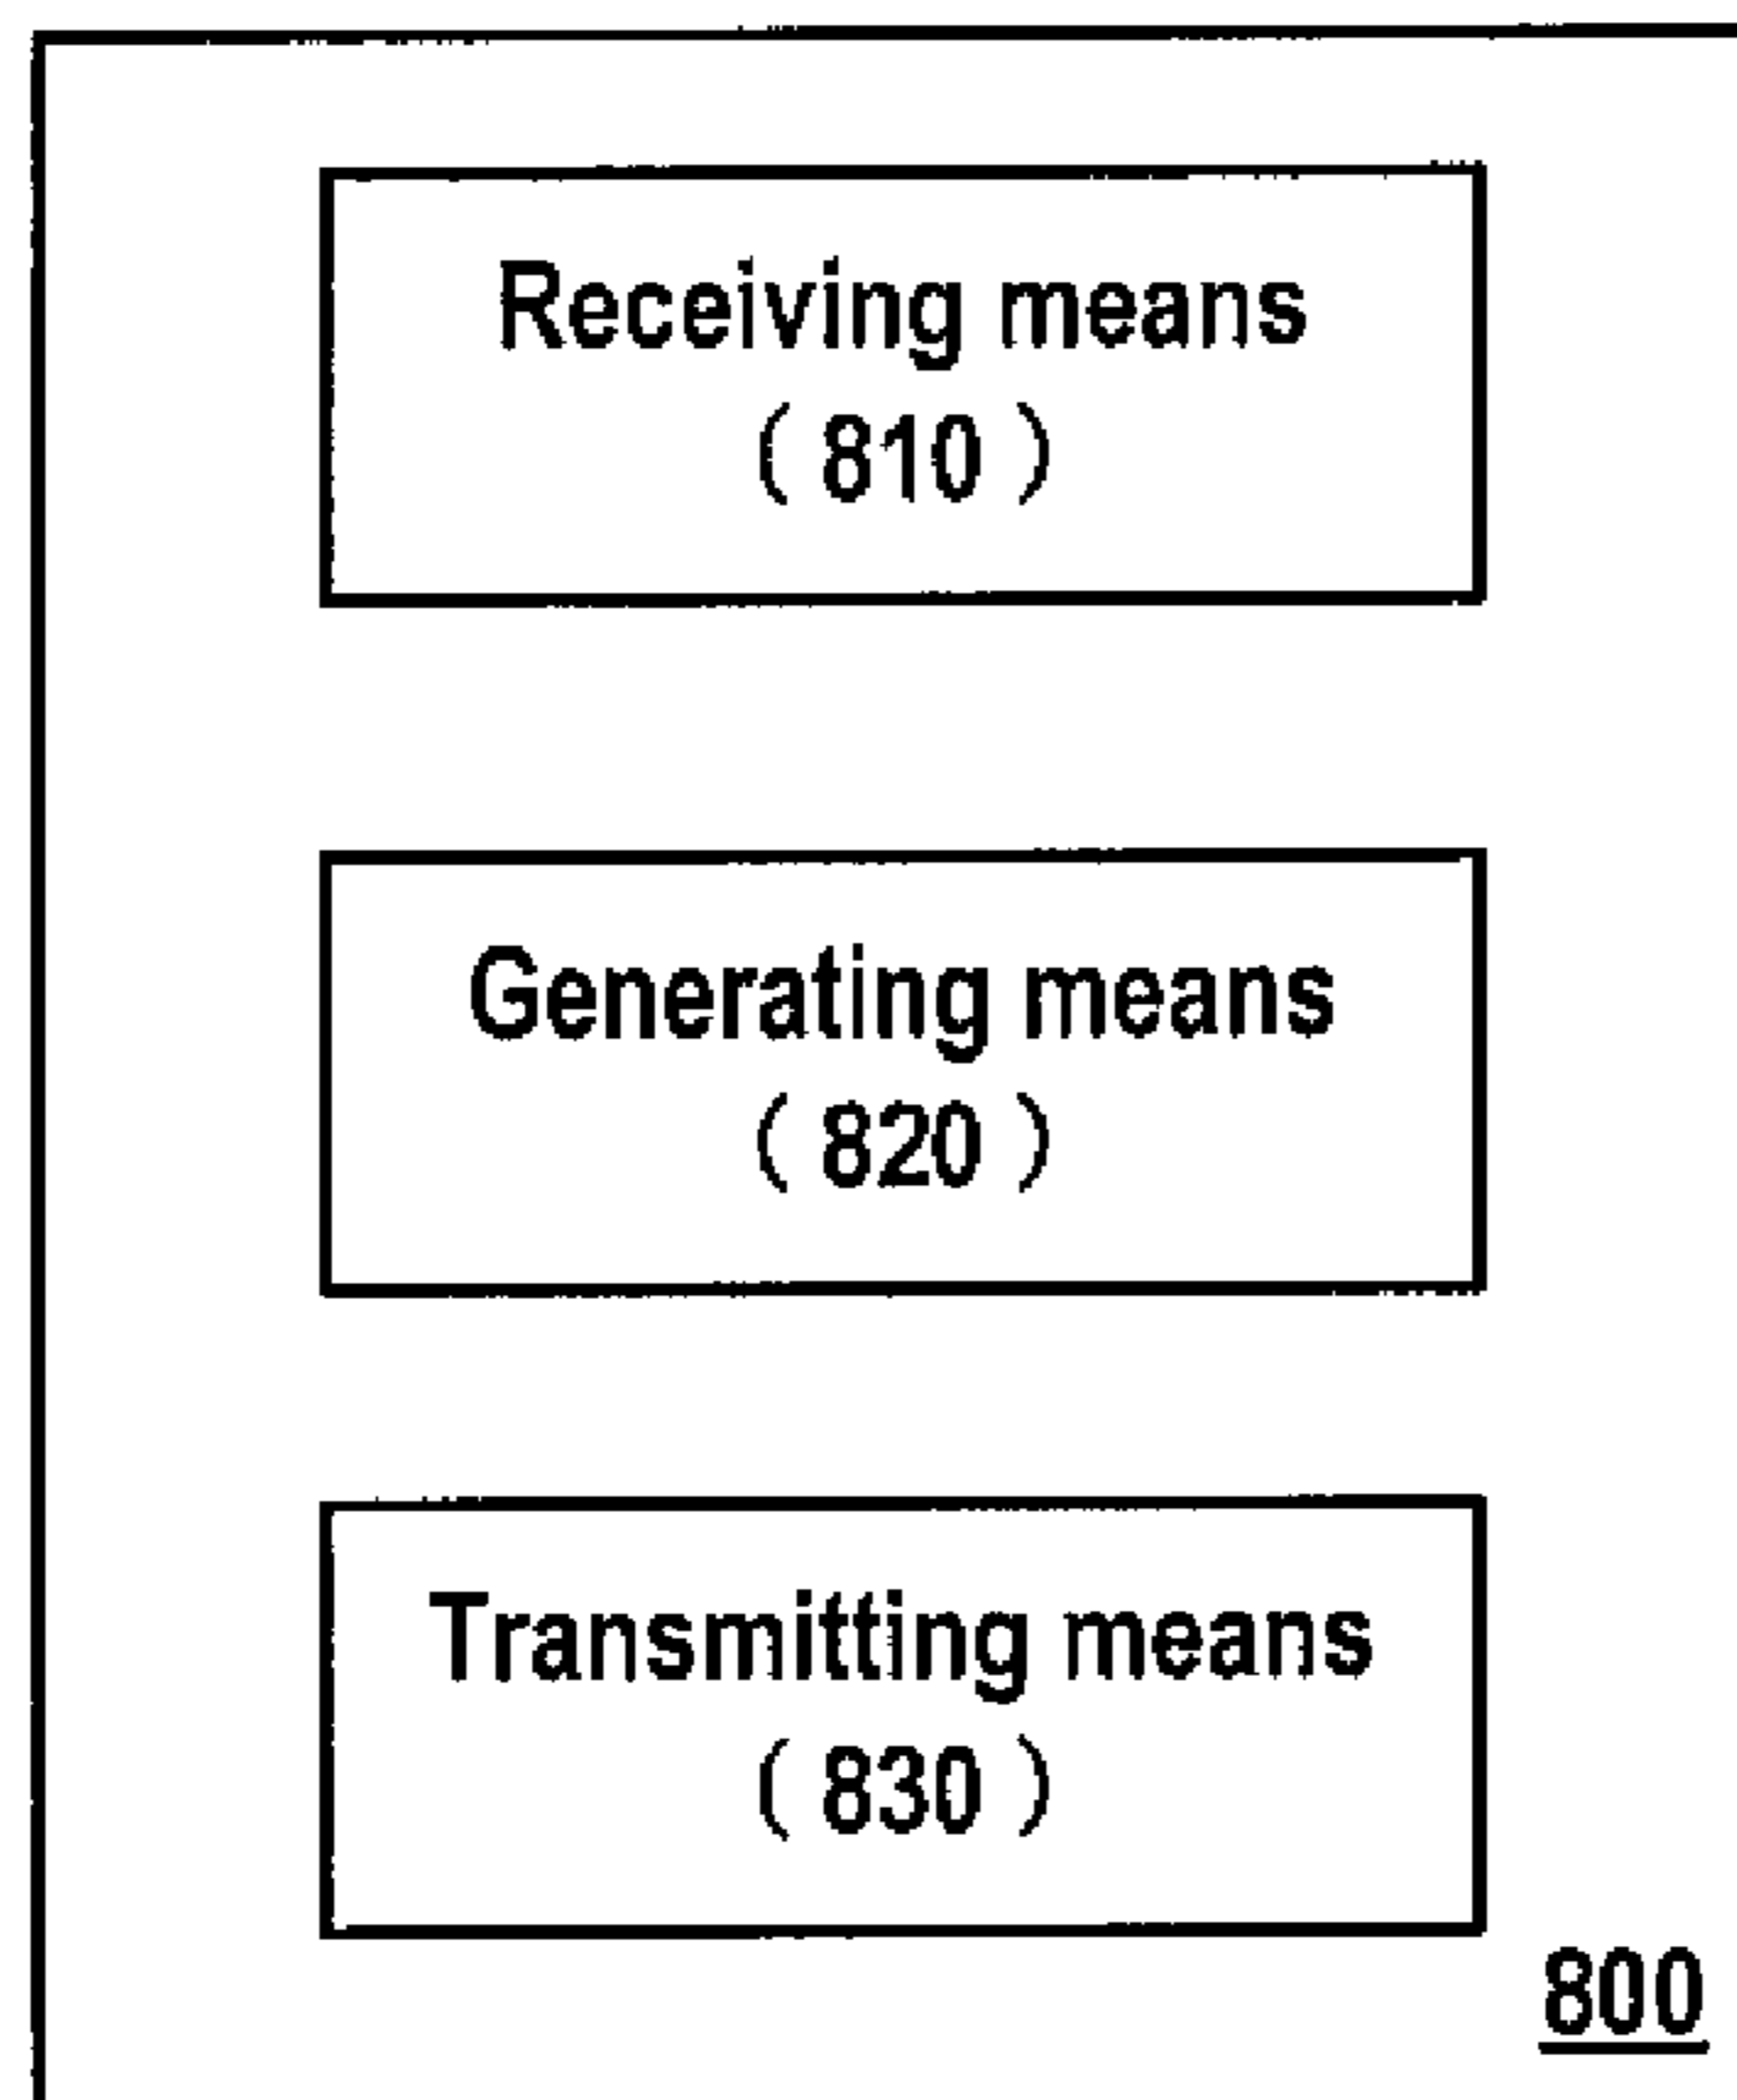 Receiving means
( 810 )
Generating means
( 820 )
Transmitting means
( 830 )
800